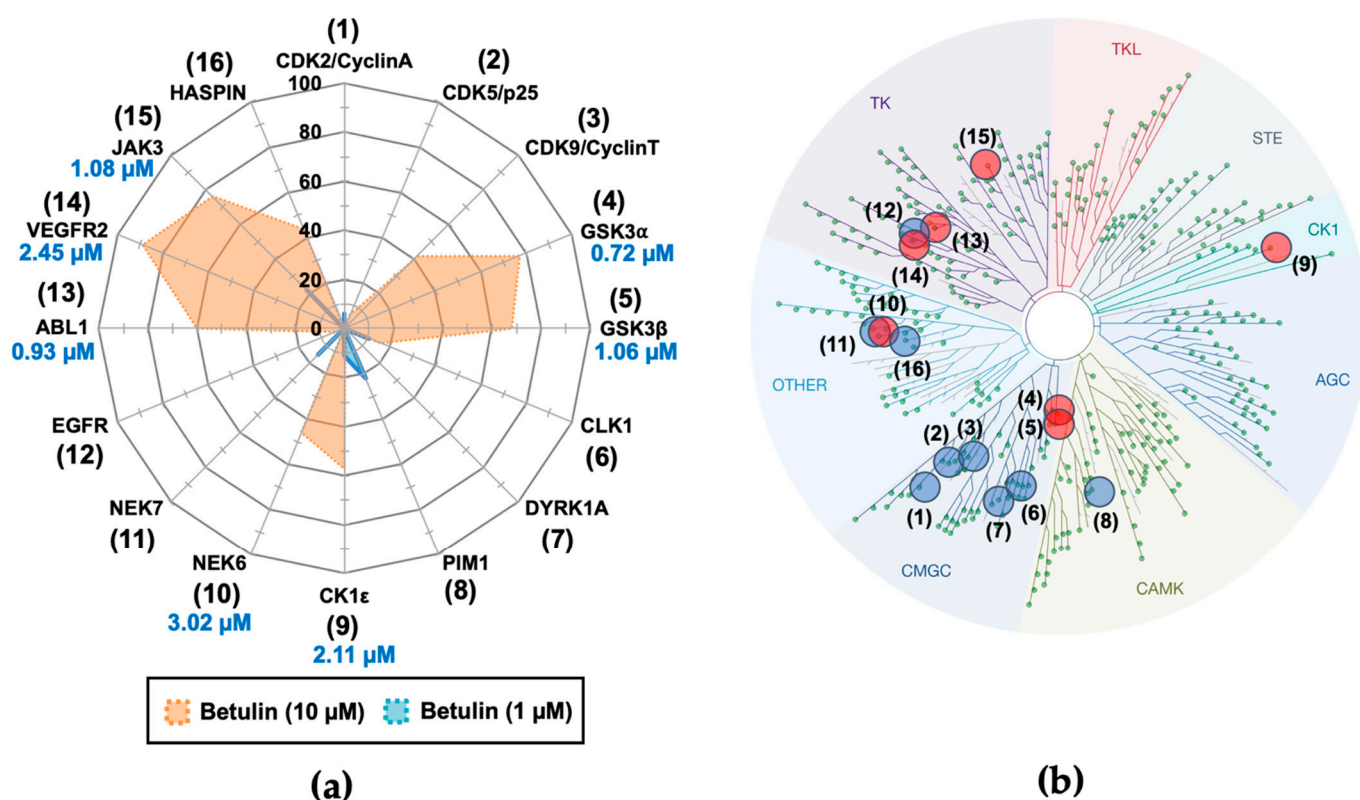 (1)
CDK2/CyclinA
(2)
CDK5/p25
(3)
CDK9/CyclinT
(4)
GSK3α
0.72 µM
(5)
GSK3β
1.06 µM
CLK1
(6)
DYRK1A
(7)
PIM1
(8)
CK1ε
(9)
2.11 µM
NEK6
(10)
3.02 µM
NEK7
(11)
EGFR
(12)
(13)
ABL1
0.93 µM
(14)
VEGFR2
2.45 µM
(15)
JAK3
1.08 µM
(16)
HASPIN
100
80
60
40
20
0
Betulin (10 µM)
Betulin (1 µM)
(a)
TKL
TK
STE
CK1
AGC
CAMK
CMGC
OTHER
(15)
(12)
(13)
(14)
(9)
(10)
(11)
(16)
(4)
(5)
(2)
(3)
(1)
(7)
(6)
(8)
(b)